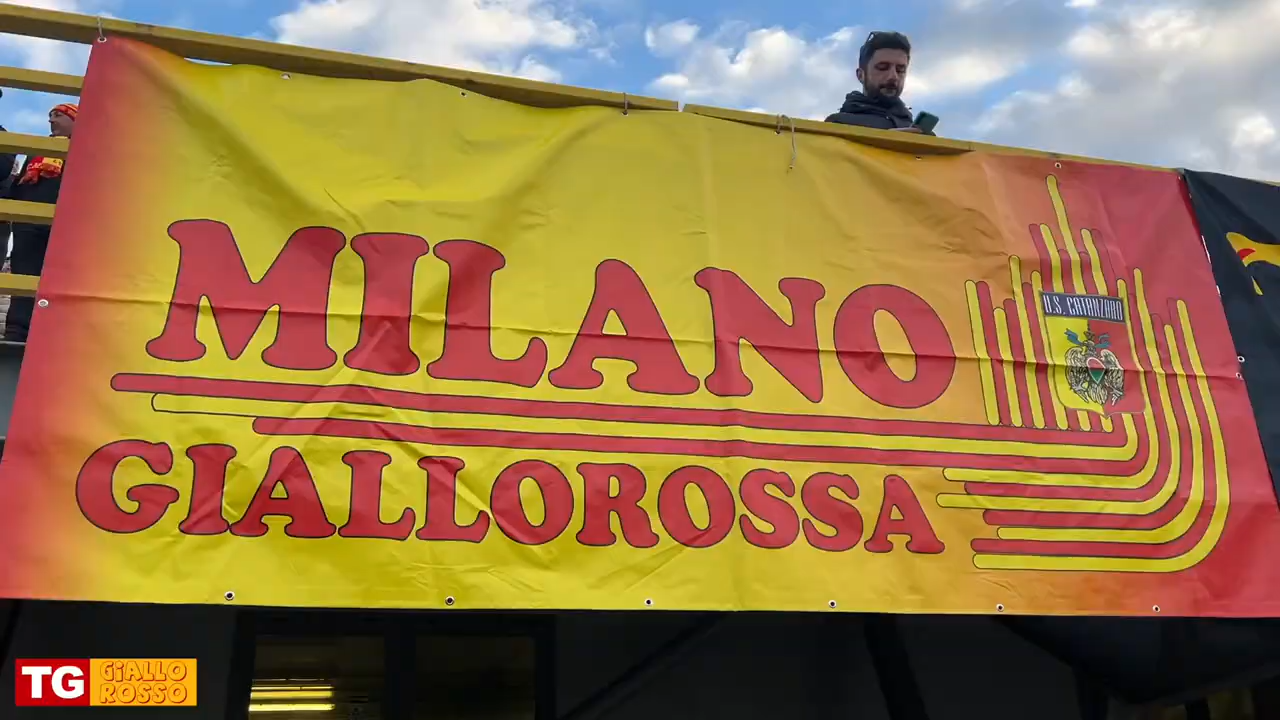 MILANO
U.S. CATANZARO
GIALLOROSSA
TG GIALLO
ROSSO